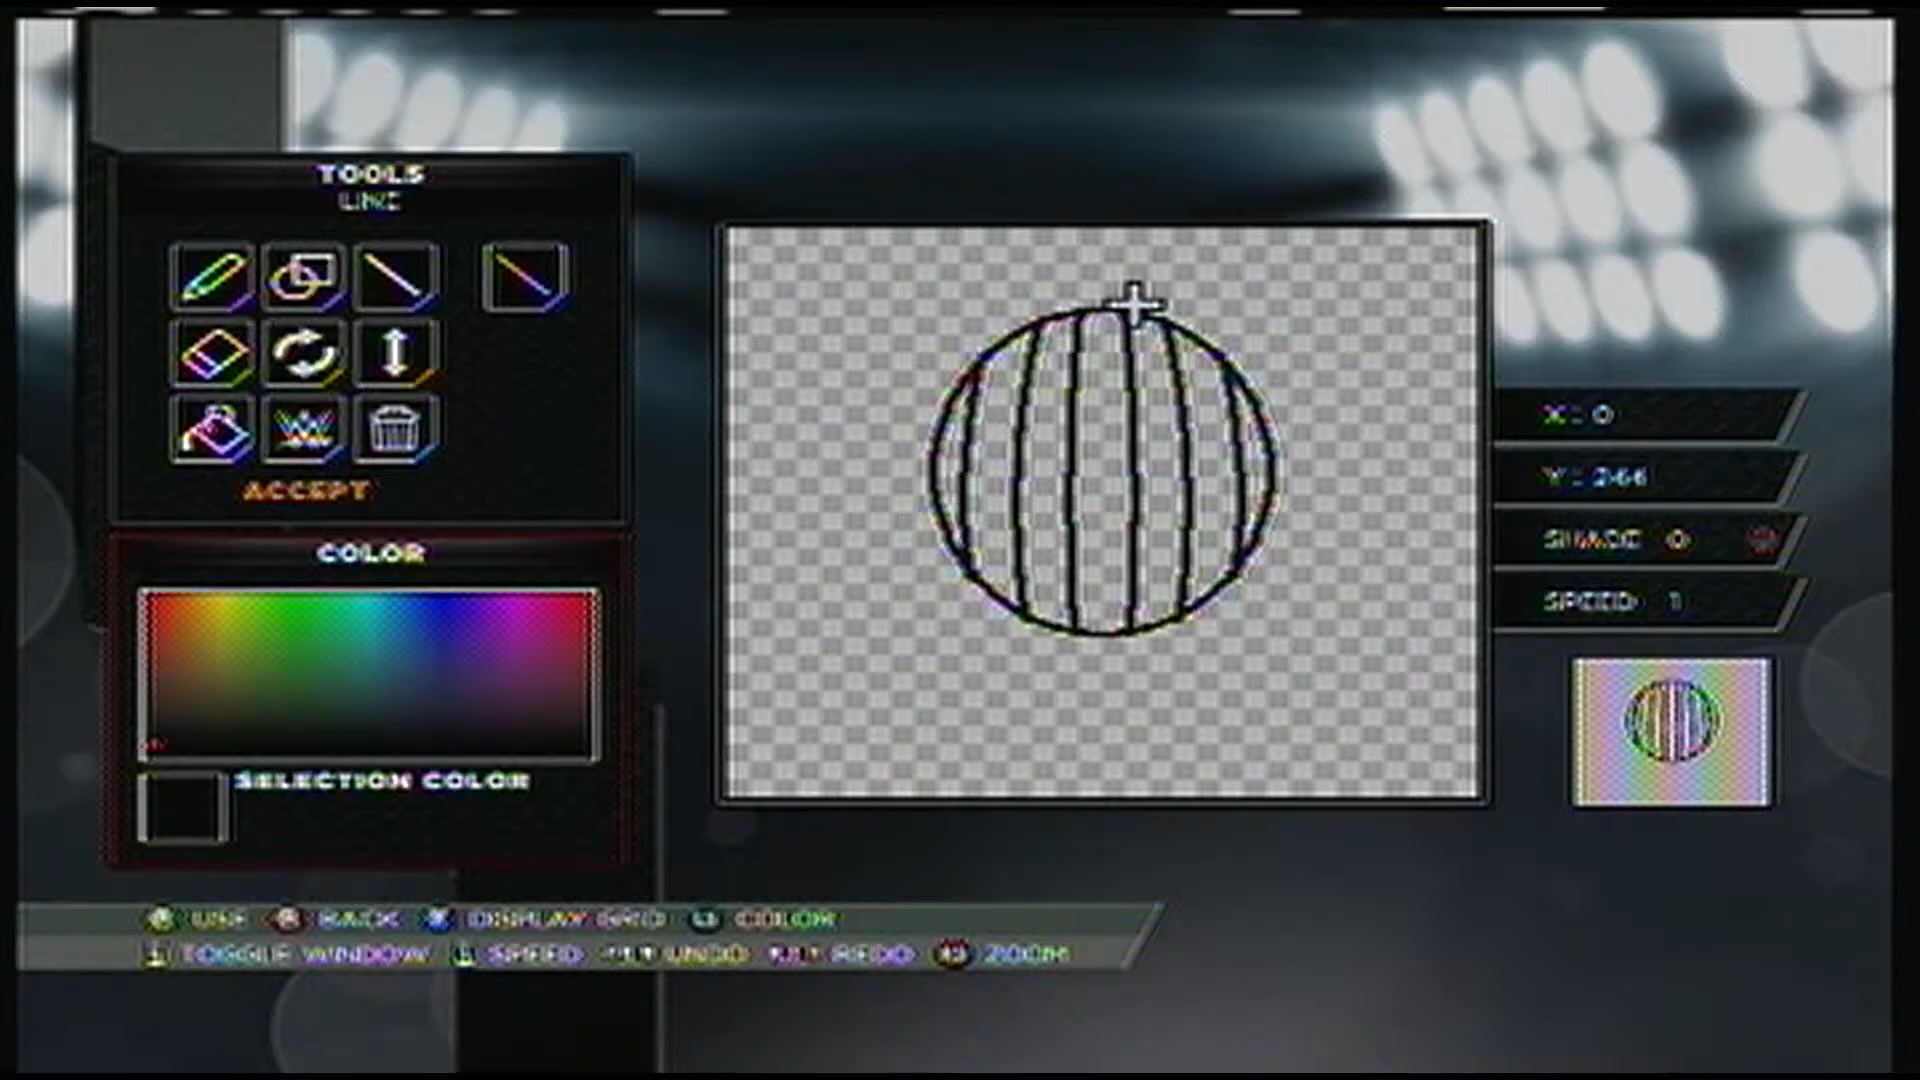 TOOLS
LINE
ACCEPT
COLOR
SELECTION COLOR
X: 0
Y: 266
SHADE 0
SPEED 1
USE BACK DISPLAY GRID COLOR
TOGGLE WINDOW SPEED UNDO REDO ZOOM